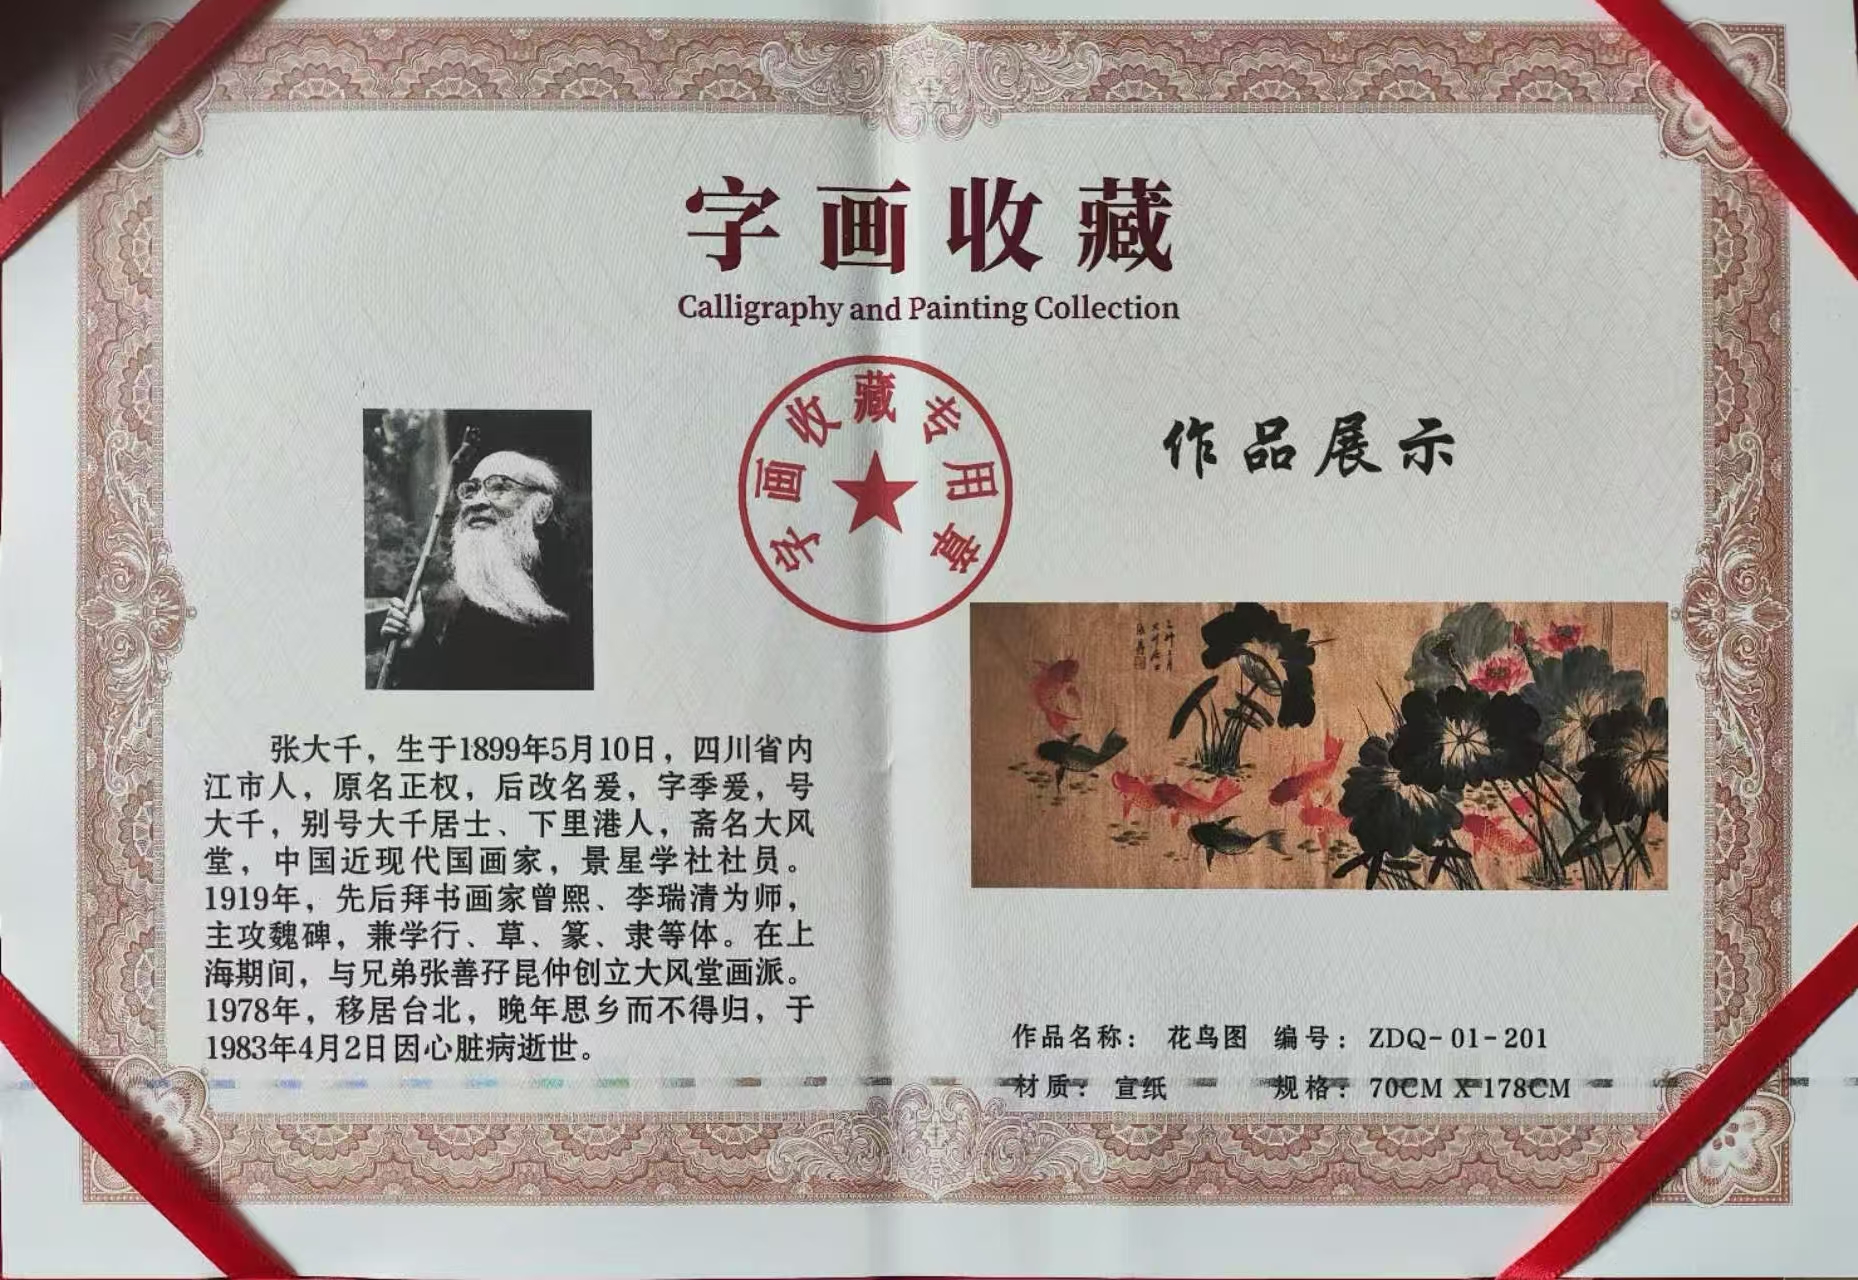 字画收藏
Calligraphy and Painting Collection
字画收藏专用章
张大千，生于1899年5月10日，四川省内
江市人，原名正权，后改名爰，字季爰，号
大千，别号大千居士、下里港人，斋名大风
堂，中国近现代国画家，景星学社社员。
1919年，先后拜书画家曾熙、李瑞清为师，
主攻魏碑，兼学行、草、篆、隶等体。在上
海期间，与兄弟张善孖昆仲创立大风堂画派。
1978年，移居台北，晚年思乡而不得归，于
1983年4月2日因心脏病逝世。
作品展示
作品名称： 花鸟图 编号：ZDQ-01-201
材质： 宣纸 规格：70CM X 178CM